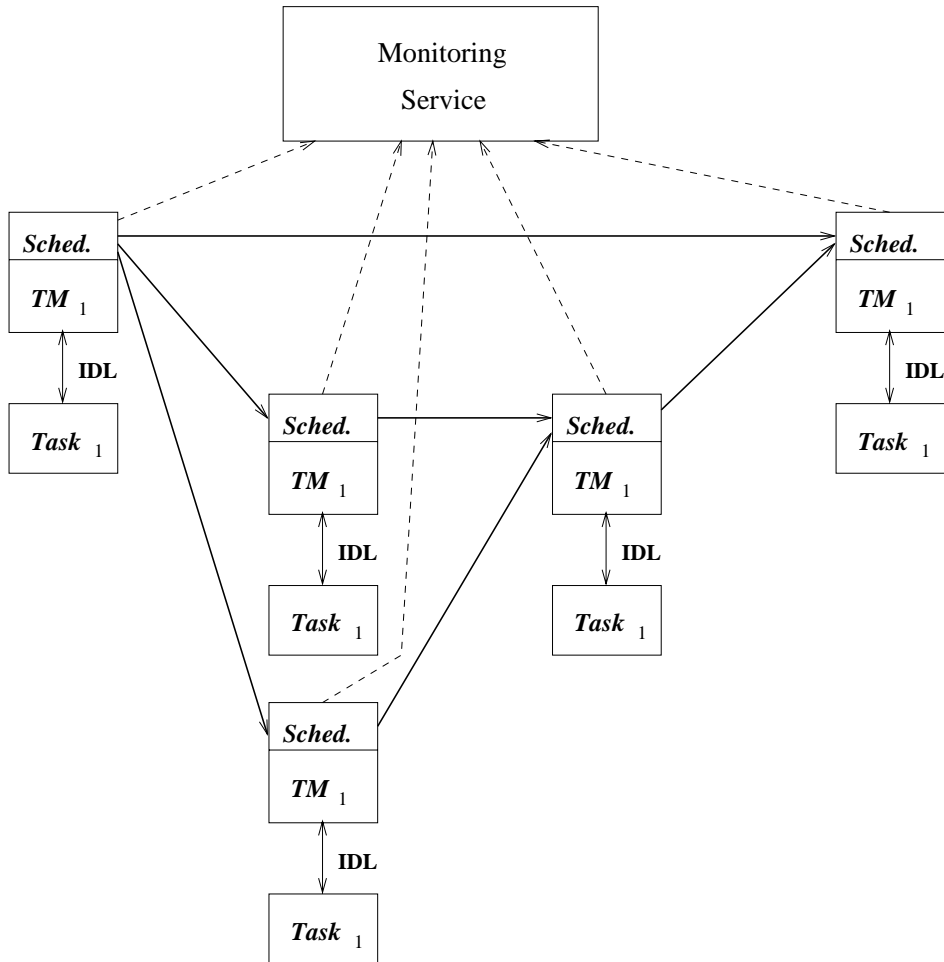 Monitoring
Service
Sched.
TM 1
IDL
Task 1
Sched.
TM 1
IDL
Task 1
Sched.
TM 1
IDL
Task 1
Sched.
TM 1
IDL
Task 1
Sched.
TM 1
IDL
Task 1